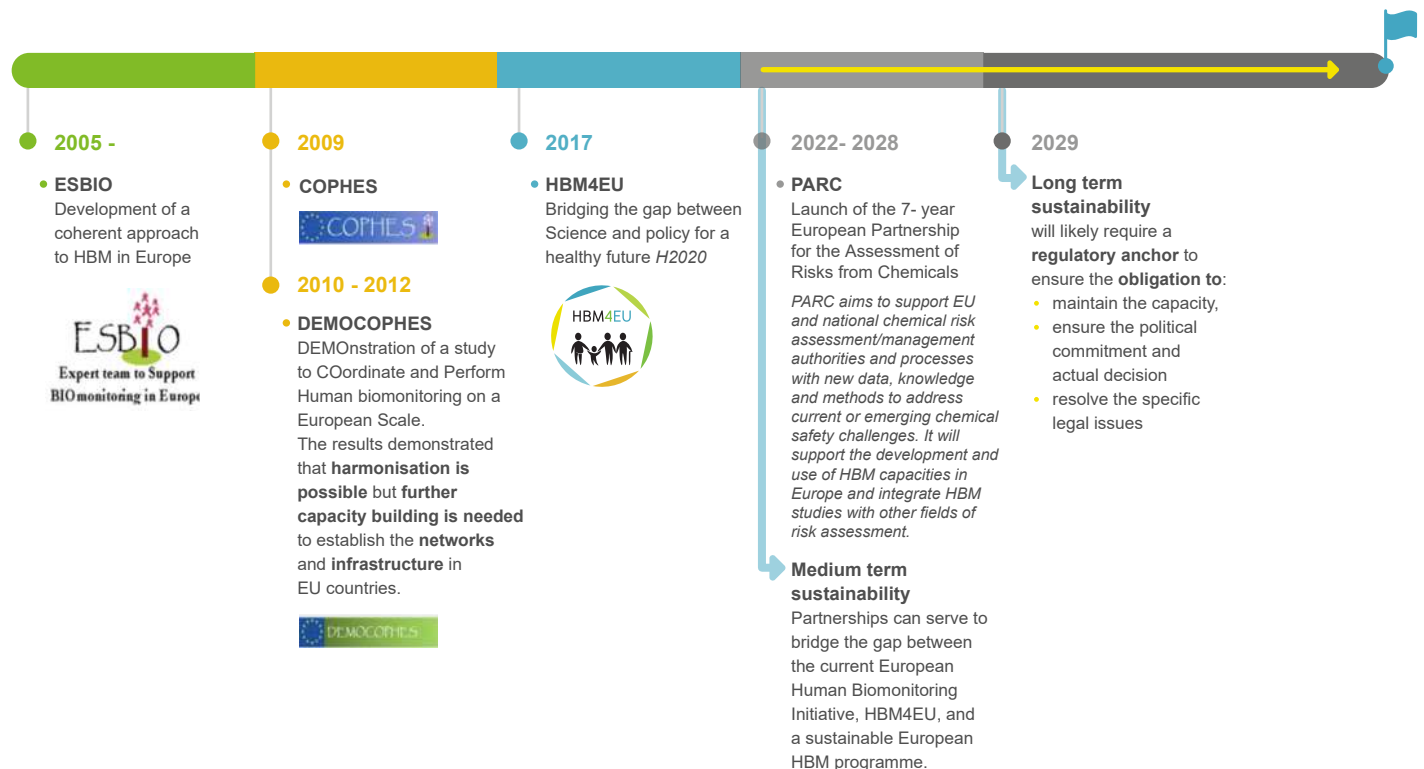 2005 -
ESBIO
Development of a
coherent approach
to HBM in Europe
ESBIO
Expert team to Support
BIOmonitoring in Europe
2009
COPHES
COPHES
2010 - 2012
DEMOCOPHES
DEMOnstration of a study
to COordinate and Perform
Human biomonitoring on a
European Scale.
The results demonstrated
that harmonisation is
possible but further
capacity building is needed
to establish the networks
and infrastructure in
EU countries.
DEMOCOPHES
2017
HBM4EU
Bridging the gap between
Science and policy for a
healthy future H2020
HBM4EU
2022- 2028
PARC
Launch of the 7- year
European Partnership
for the Assessment of
Risks from Chemicals
PARC aims to support EU
and national chemical risk
assessment/management
authorities and processes
with new data, knowledge
and methods to address
current or emerging chemical
safety challenges. It will
support the development and
use of HBM capacities in
Europe and integrate HBM
studies with other fields of
risk assessment.
Medium term
sustainability
Partnerships can serve to
bridge the gap between
the current European
Human Biomonitoring
Initiative, HBM4EU, and
a sustainable European
HBM programme.
2029
Long term
sustainability
will likely require a
regulatory anchor to
ensure the obligation to:
maintain the capacity,
ensure the political
commitment and
actual decision
resolve the specific
legal issues